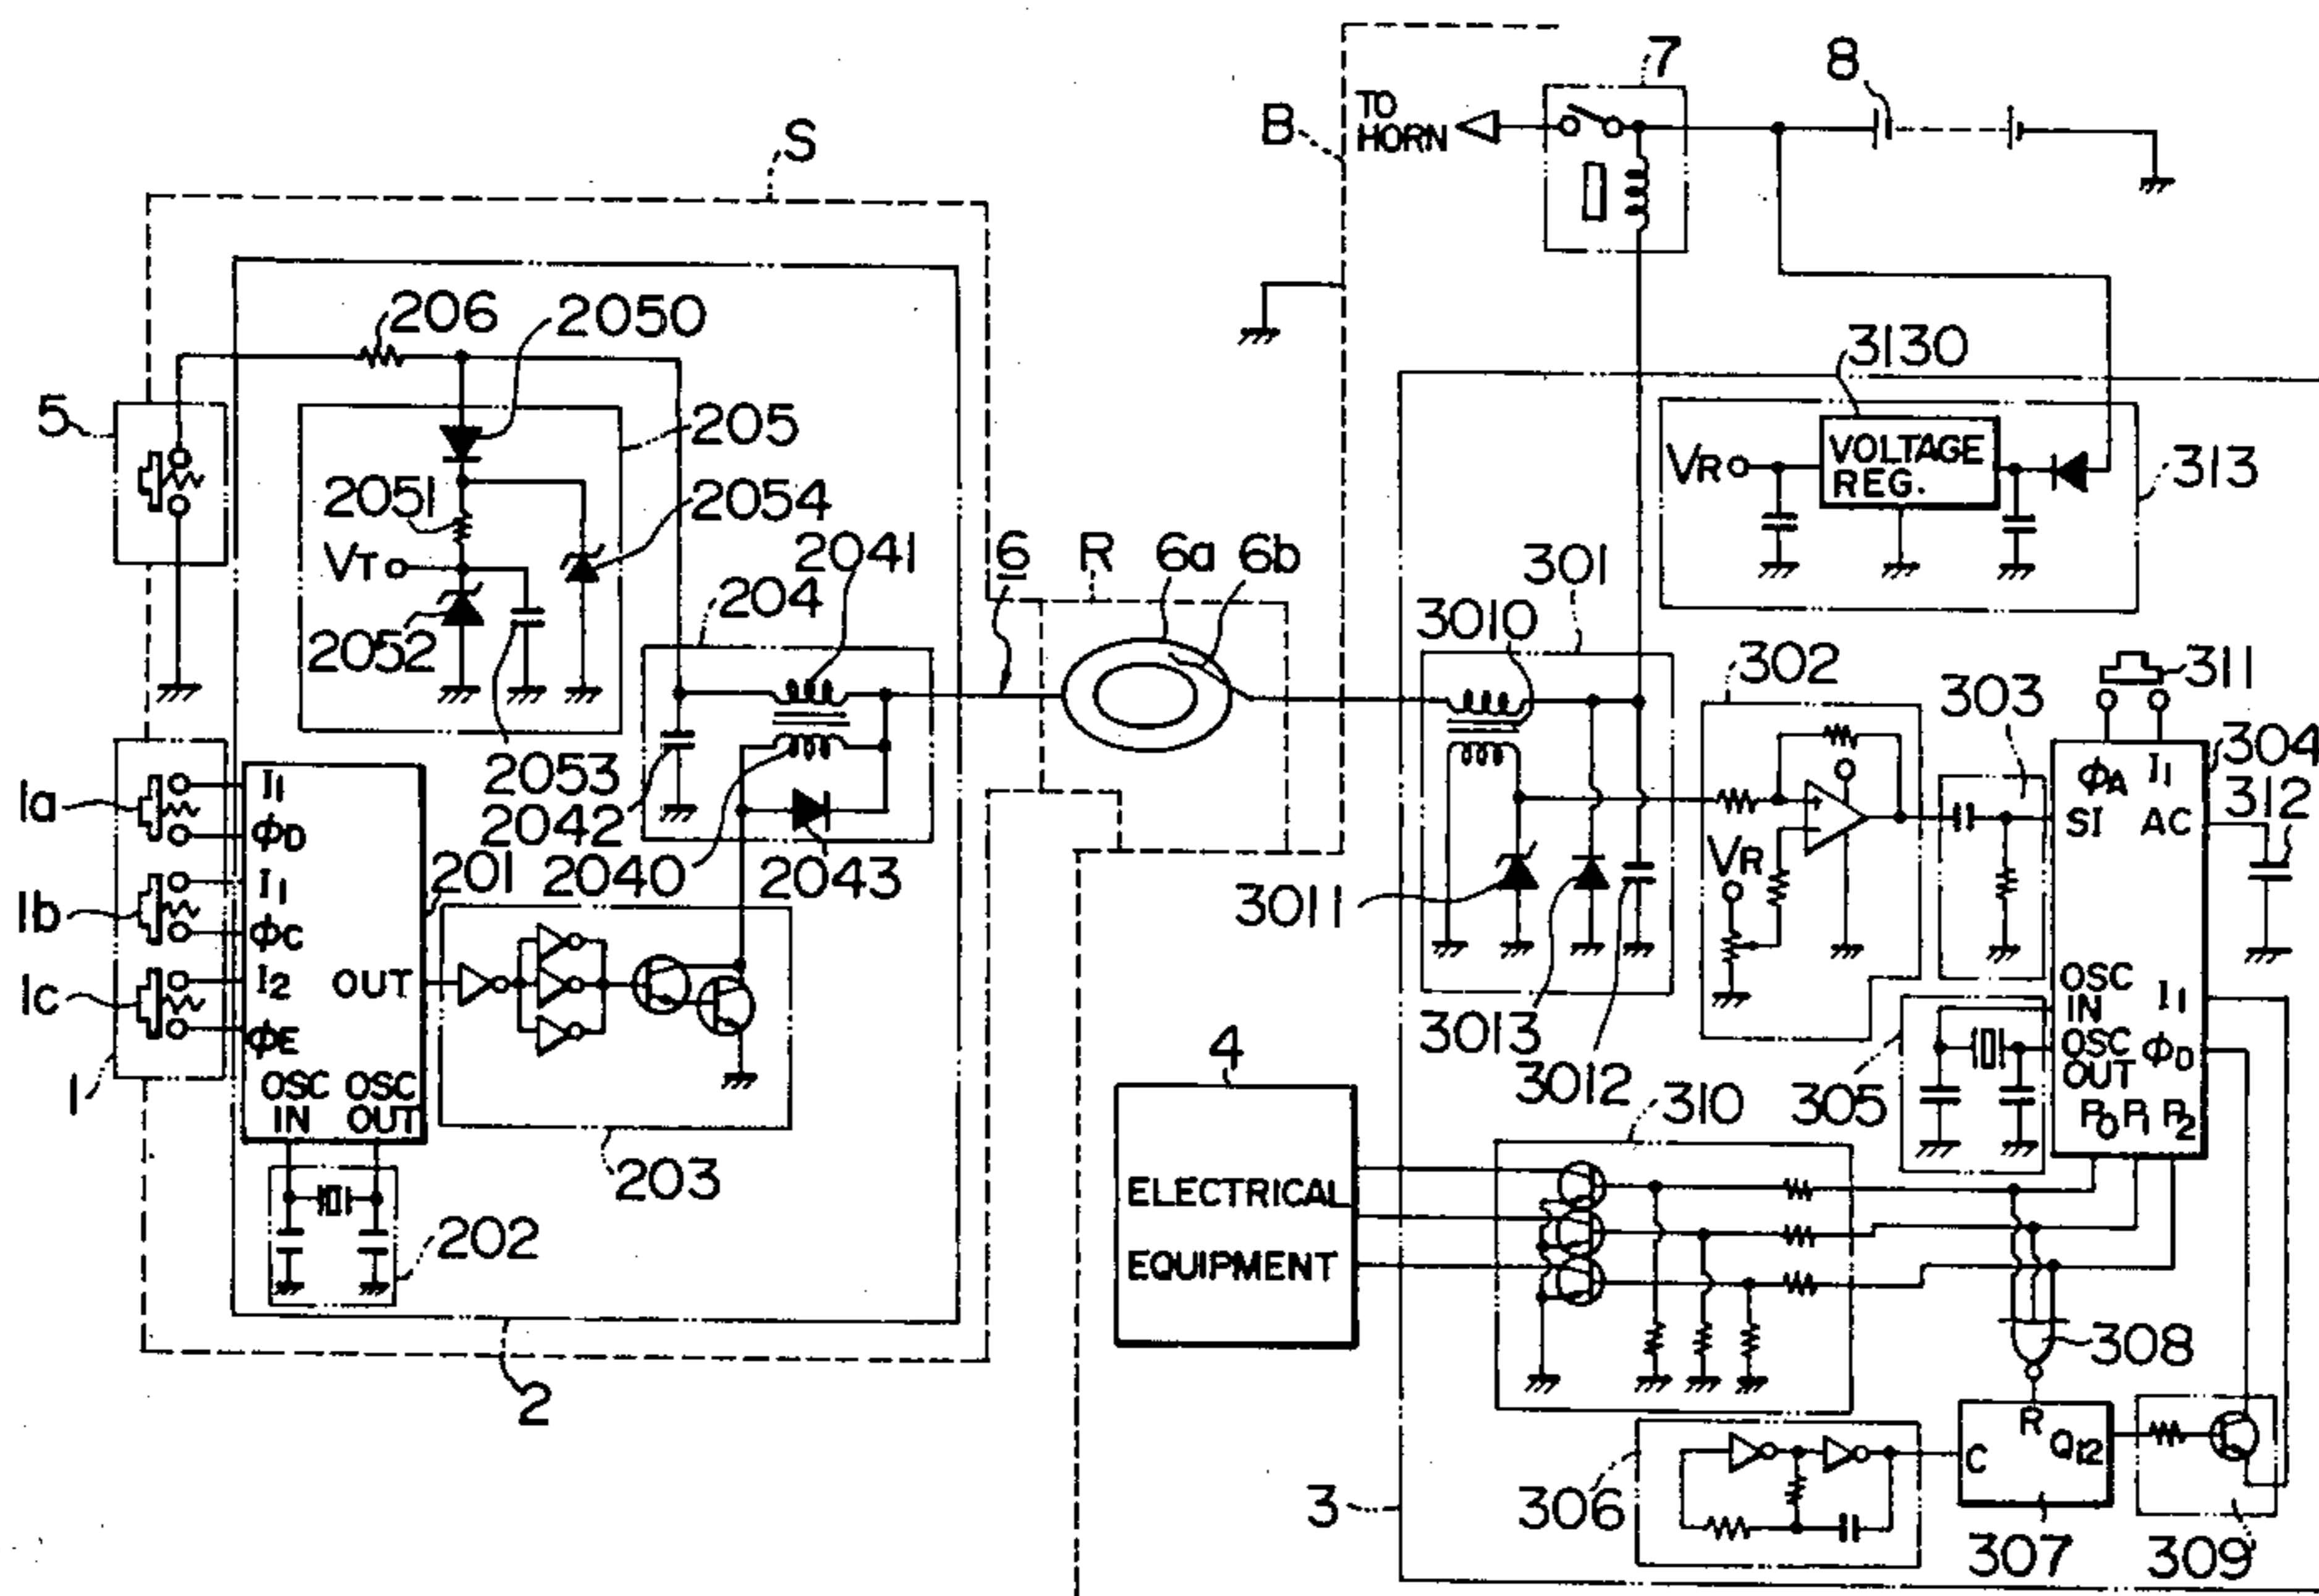 7
8
B
TO
HORN
S
206
2050
3130
5
205
VOLTAGE
REG.
VR
313
2051
2054
VT
2041
6
R
6a
6b
301
204
3010
2052
302
311
303
304
2053
I1
ΦA
I1
312
1a
2042
SI
AC
ΦD
2040
2043
VR
201
3011
I1
1b
ΦC
I2
OUT
OSC
IN
I1
1c
3013
ΦE
4
3012
OSC
OUT
ΦD
1
OSC
IN
OSC
OUT
310
305
P0
P1
P2
203
ELECTRICAL
EQUIPMENT
202
308
2
R
Q12
C
3
306
307
309